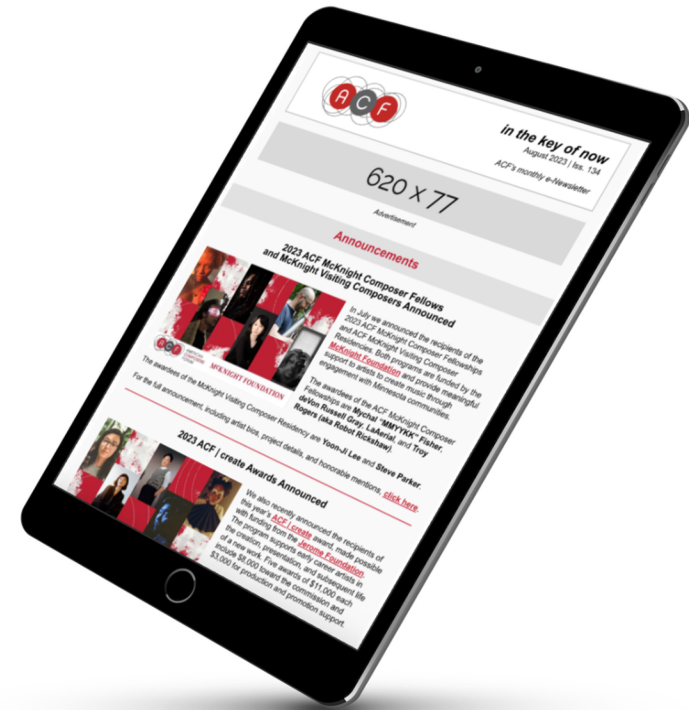 ACF
in the key of now
August 2023 | Iss. 134
ACF's monthly e-Newsletter
620 x 77
Advertisement
Announcements
2023 ACF McKnight Composer Fellows
and McKnight Visiting Composers Announced
In July we announced the recipients of the
2023 ACF McKnight Composer Fellowships
and ACF McKnight Visiting Composer
Residencies. Both programs are funded by the
McKnight Foundation and provide meaningful
support to artists to create music through
engagement with Minnesota communities.
The awardees of the ACF McKnight Composer
Fellowships are Mychal "MMYYKK" Fisher,
deVon Russell Gray, LaAerial, and Troy
Rogers (aka Robot Rickshaw).
ACF
AMERICAN
COMPOSERS
FORUM
MCKNIGHT FOUNDATION
The awardees of the McKnight Visiting Composer Residency are Yoon-Ji Lee and Steve Parker.
For the full announcement, including artist bios, project details, and honorable mentions, click here.
2023 ACF | create Awards Announced
We also recently announced the recipients of
this year's ACF | create award, made possible
with funding from the Jerome Foundation.
The program supports early career artists in
the creation, presentation, and subsequent life
of a new work. Five awards of $11,000 each
include $8,000 toward the commission and
$3,000 for production and promotion support.